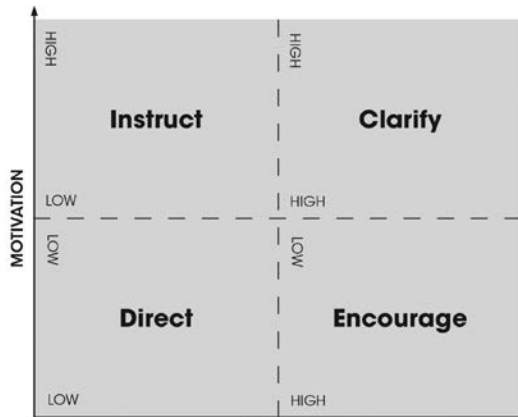 HIGH
HIGH
Instruct
Clarify
LOW
HIGH
MOTIVATION
LOW
LOW
Direct
Encourage
LOW
HIGH